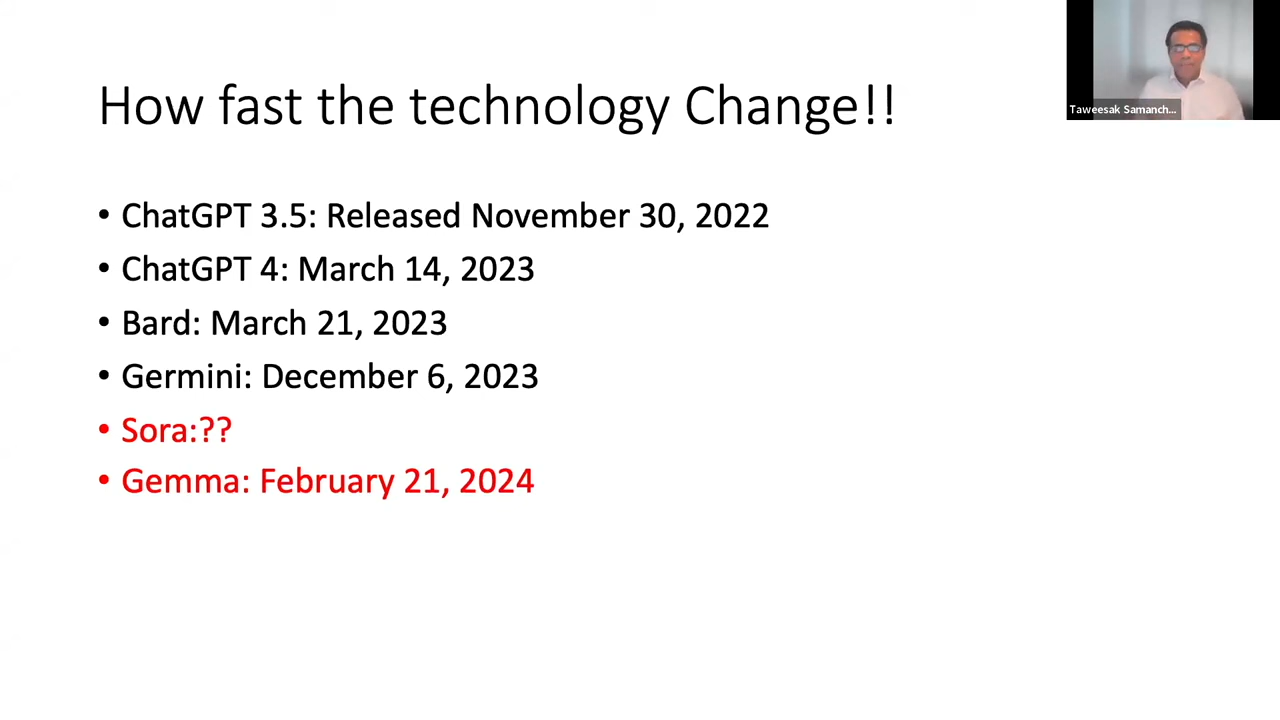 How fast the technology Change!!
• ChatGPT 3.5: Released November 30, 2022
• ChatGPT 4: March 14, 2023
• Bard: March 21, 2023
• Germini: December 6, 2023
• Sora:??
• Gemma: February 21, 2024
Taweesak Samanch...